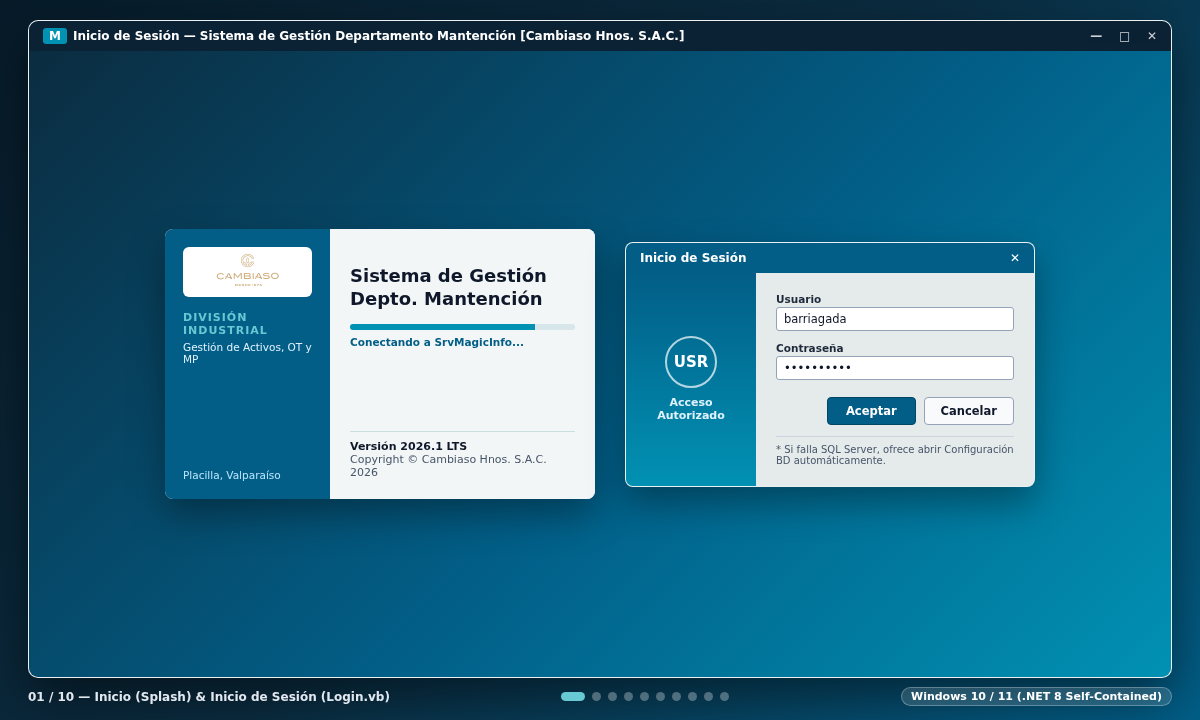 M Inicio de Sesión — Sistema de Gestión Departamento Mantención [Cambiaso Hnos. S.A.C.]
CAMBIASO
DIVISIÓN
INDUSTRIAL
Gestión de Activos, OT y
MP
Placilla, Valparaíso
Sistema de Gestión
Depto. Mantención
Conectando a SrvMagicInfo...
Versión 2026.1 LTS
Copyright © Cambiaso Hnos. S.A.C.
2026
Inicio de Sesión
USR
Acceso
Autorizado
Usuario
barriagada
Contraseña
••••••••••
Aceptar
Cancelar
* Si falla SQL Server, ofrece abrir Configuración
BD automáticamente.
01 / 10 — Inicio (Splash) & Inicio de Sesión (Login.vb)
Windows 10 / 11 (.NET 8 Self-Contained)